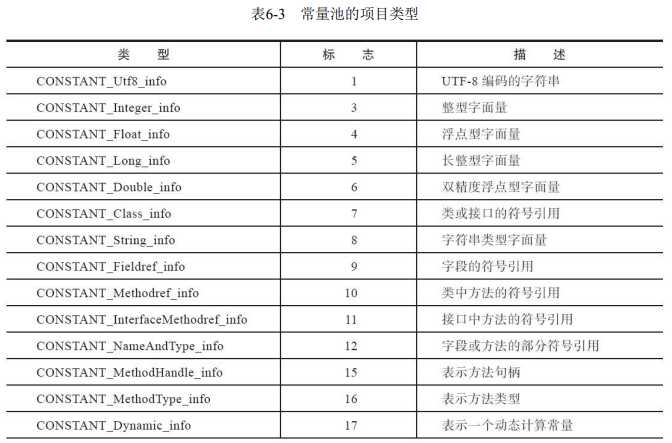 表6-3 常量池的项目类型
类 型 标 志 描 述
CONSTANT_Utf8_info 1 UTF-8 编码的字符串
CONSTANT_Integer_info 3 整型字面量
CONSTANT_Float_info 4 浮点型字面量
CONSTANT_Long_info 5 长整型字面量
CONSTANT_Double_info 6 双精度浮点型字面量
CONSTANT_Class_info 7 类或接口的符号引用
CONSTANT_String_info 8 字符串类型字面量
CONSTANT_Fieldref_info 9 字段的符号引用
CONSTANT_Methodref_info 10 类中方法的符号引用
CONSTANT_InterfaceMethodref_info 11 接口中方法的符号引用
CONSTANT_NameAndType_info 12 字段或方法的部分符号引用
CONSTANT_MethodHandle_info 15 表示方法句柄
CONSTANT_MethodType_info 16 表示方法类型
CONSTANT_Dynamic_info 17 表示一个动态计算常量